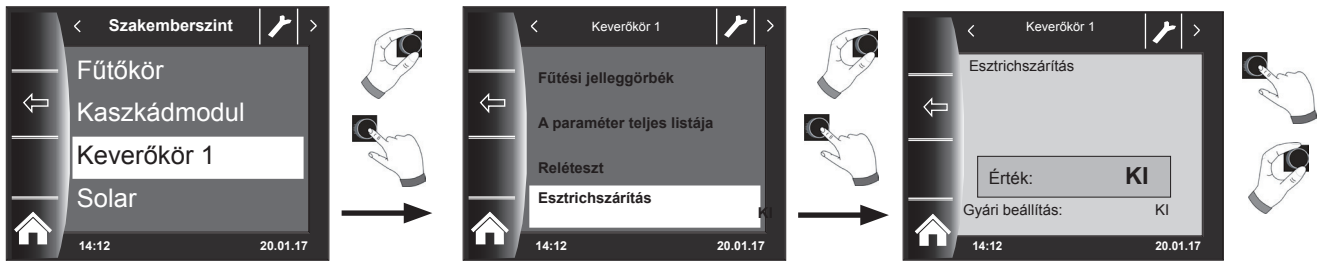 Szakemberszint
Fűtőkör
Kaszkádmodul
Keverőkör 1
Solar
14:12 20.01.17
Keverőkör 1
Fűtési jelleggörbék
A paraméter teljes listája
Reléteszt
Esztrichszárítás
KI
14:12 20.01.17
Keverőkör 1
Esztrichszárítás
Érték: KI
Gyári beállítás: KI
14:12 20.01.17